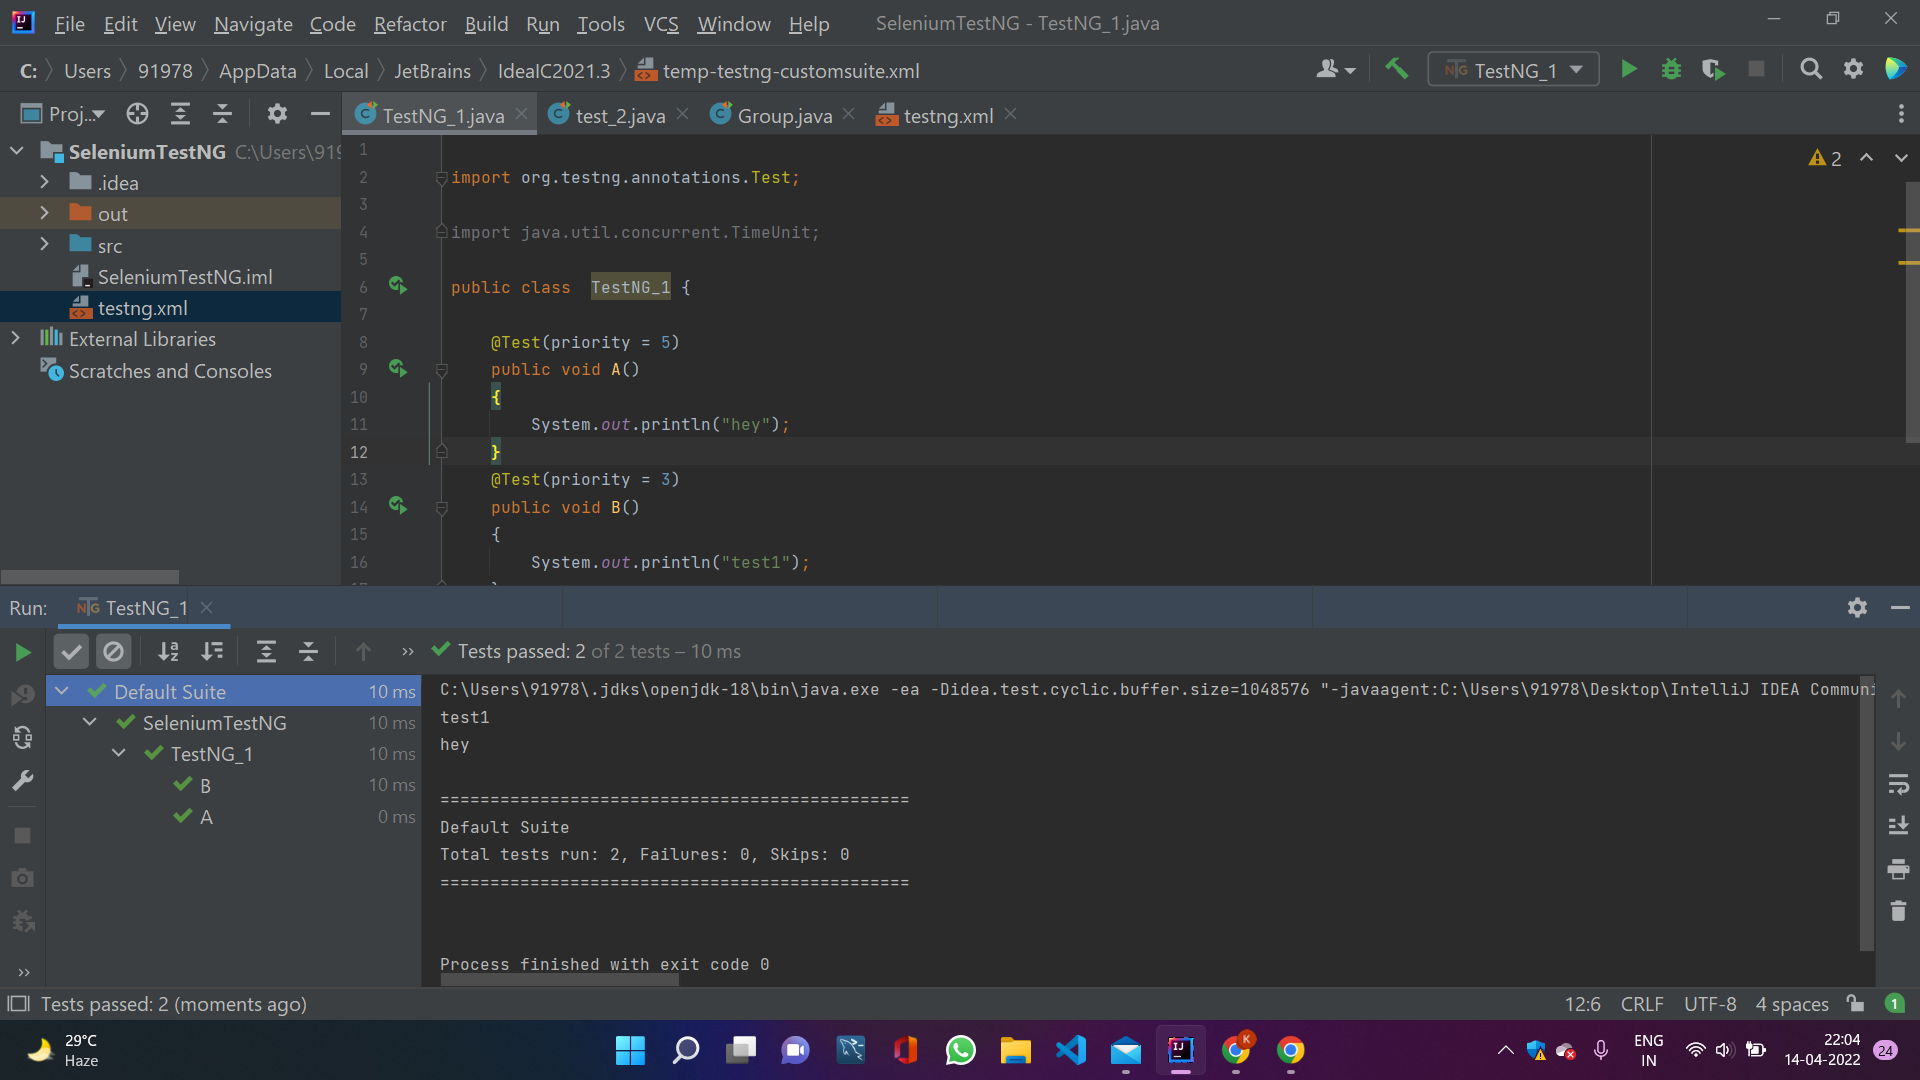 File Edit View Navigate Code Refactor Build Run Tools VCS Window Help SeleniumTestNG - TestNG_1.java
C: Users 91978 AppData Local JetBrains IdeaIC2021.3 temp-testng-customsuite.xml TestNG_1
Proj... TestNG_1.java test_2.java Group.java testng.xml
SeleniumTestNG C:\Users\919
.idea
out
src
SeleniumTestNG.iml
testng.xml
External Libraries
Scratches and Consoles
2
1
2 import org.testng.annotations.Test;
3
4 import java.util.concurrent.TimeUnit;
5
6 public class TestNG_1 {
7
8 @Test(priority = 5)
9 public void A()
10 {
11 System.out.println("hey");
12 }
13 @Test(priority = 3)
14 public void B()
15 {
16 System.out.println("test1");
Run: TestNG_1
Tests passed: 2 of 2 tests – 10 ms
Default Suite 10 ms
SeleniumTestNG 10 ms
TestNG_1 10 ms
B 10 ms
A 0 ms
C:\Users\91978\.jdks\openjdk-18\bin\java.exe -ea -Didea.test.cyclic.buffer.size=1048576 "-javaagent:C:\Users\91978\Desktop\IntelliJ IDEA Communi
test1
hey
===============================================
Default Suite
Total tests run: 2, Failures: 0, Skips: 0
===============================================
Process finished with exit code 0
Tests passed: 2 (moments ago) 12:6 CRLF UTF-8 4 spaces 1
29°C
Haze
K
ENG
IN
22:04
14-04-2022
24